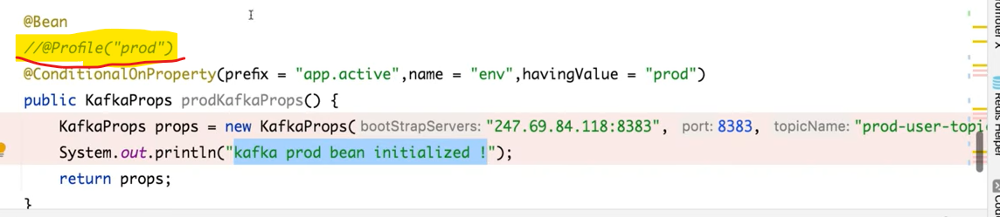 @Bean
//@Profile("prod")
@ConditionalOnProperty(prefix = "app.active",name = "env",havingValue = "prod")
public KafkaProps prodKafkaProps() {
KafkaProps props = new KafkaProps( bootStrapServers: "247.69.84.118:8383", port: 8383, topicName: "prod-user-topi
System.out.println("kafka prod bean initialized !");
return props;
}
Redis Helper